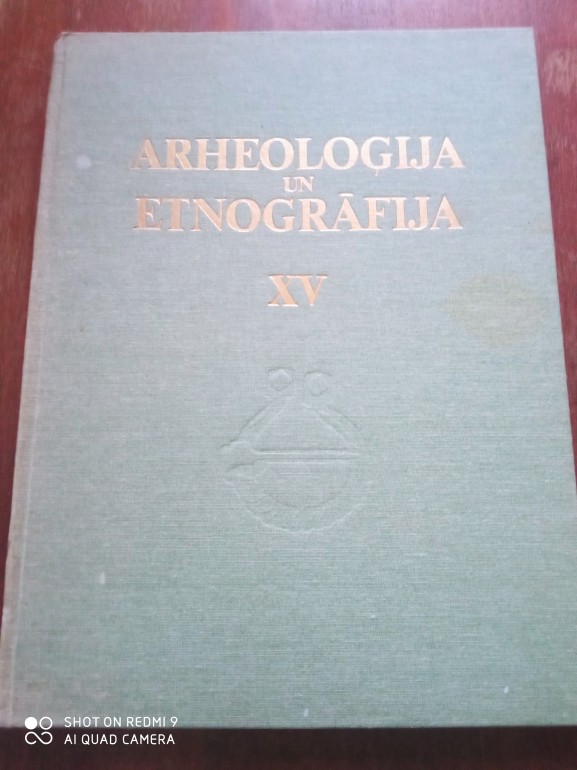 ARHEOLOĢIJA
UN
ETNOGRĀFIJA
XV
SHOT ON REDMI 9
AI QUAD CAMERA